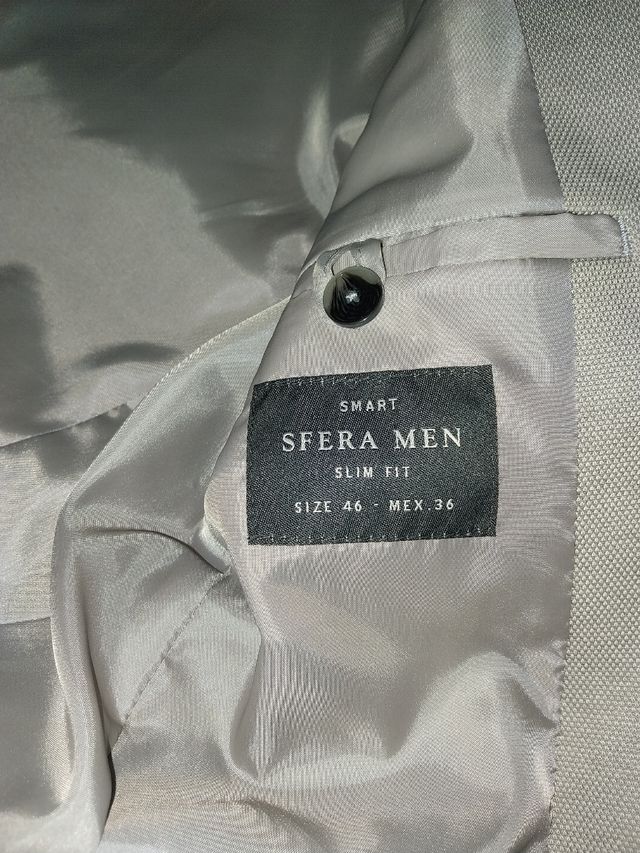 SMART
SFERA MEN
SLIM FIT
SIZE 46 - MEX.36